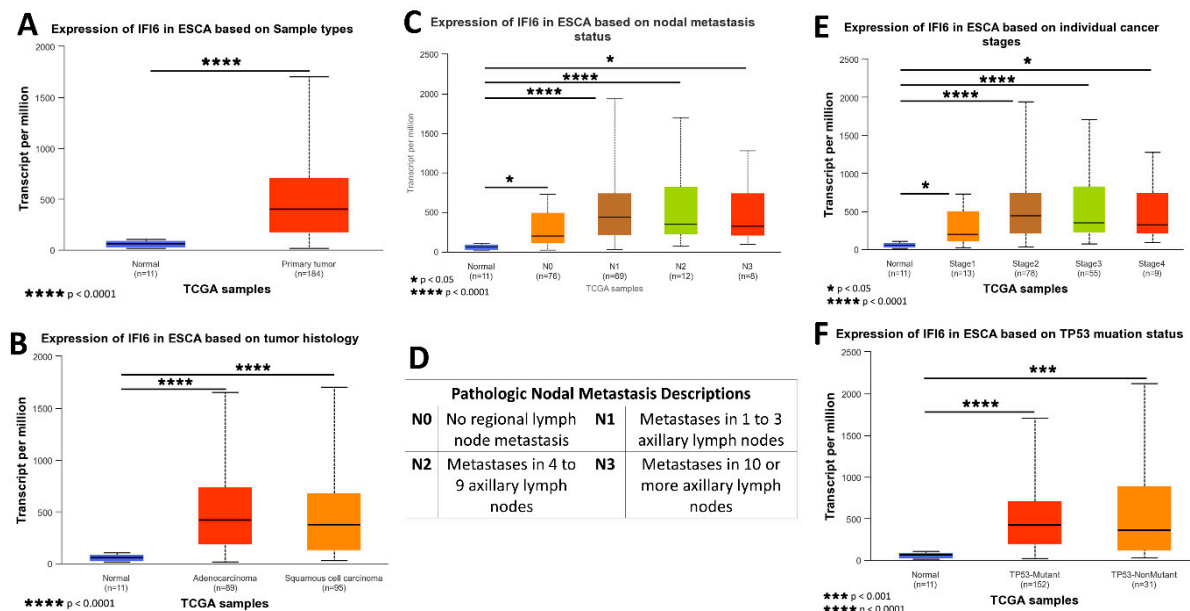 A
Expression of IFI6 in ESCA based on Sample types
Transcript per million
2000
1500
1000
500
0
****
Normal
(n=11)
Primary tumor
(n=184)
**** p < 0.0001
TCGA samples
B
Expression of IFI6 in ESCA based on tumor histology
Transcript per million
2000
1500
1000
500
0
****
****
Normal
(n=11)
Adenocarcinoma
(n=89)
Squamous cell carcinoma
(n=95)
**** p < 0.0001
TCGA samples
C
Expression of IFI6 in ESCA based on nodal metastasis
status
Transcript per million
2500
2000
1500
1000
500
0
*
****
****
*
Normal
(n=11)
N0
(n=76)
N1
(n=69)
N2
(n=12)
N3
(n=8)
TCGA samples
* p < 0.05
**** p < 0.0001
D
Pathologic Nodal Metastasis Descriptions
N0 No regional lymph N1 Metastases in 1 to 3
node metastasis axillary lymph nodes
N2 Metastases in 4 to N3 Metastases in 10 or
9 axillary lymph more axillary lymph
nodes nodes
E
Expression of IFI6 in ESCA based on individual cancer
stages
Transcript per million
2500
2000
1500
1000
500
0
*
****
****
*
Normal
(n=11)
Stage1
(n=13)
Stage2
(n=78)
Stage3
(n=55)
Stage4
(n=9)
TCGA samples
* p < 0.05
**** p < 0.0001
F
Expression of IFI6 in ESCA based on TP53 muation status
Transcript per million
2500
2000
1500
1000
500
0
***
****
Normal
(n=11)
TP53-Mutant
(n=152)
TP53-NonMutant
(n=31)
*** p < 0.001
**** p < 0.0001
TCGA samples